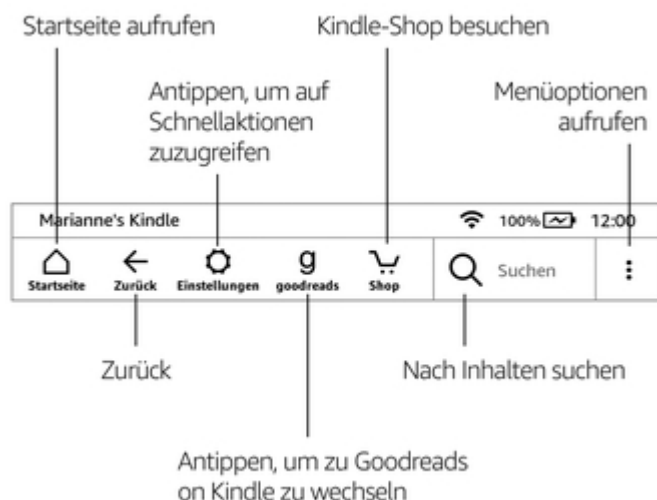 Startseite aufrufen
Kindle-Shop besuchen
Antippen, um auf
Schnellaktionen
zuzugreifen
Menüoptionen
aufrufen
Marianne's Kindle 100% 12:00
Startseite Zurück Einstellungen g goodreads Shop Suchen
Zurück
Nach Inhalten suchen
Antippen, um zu Goodreads
on Kindle zu wechseln